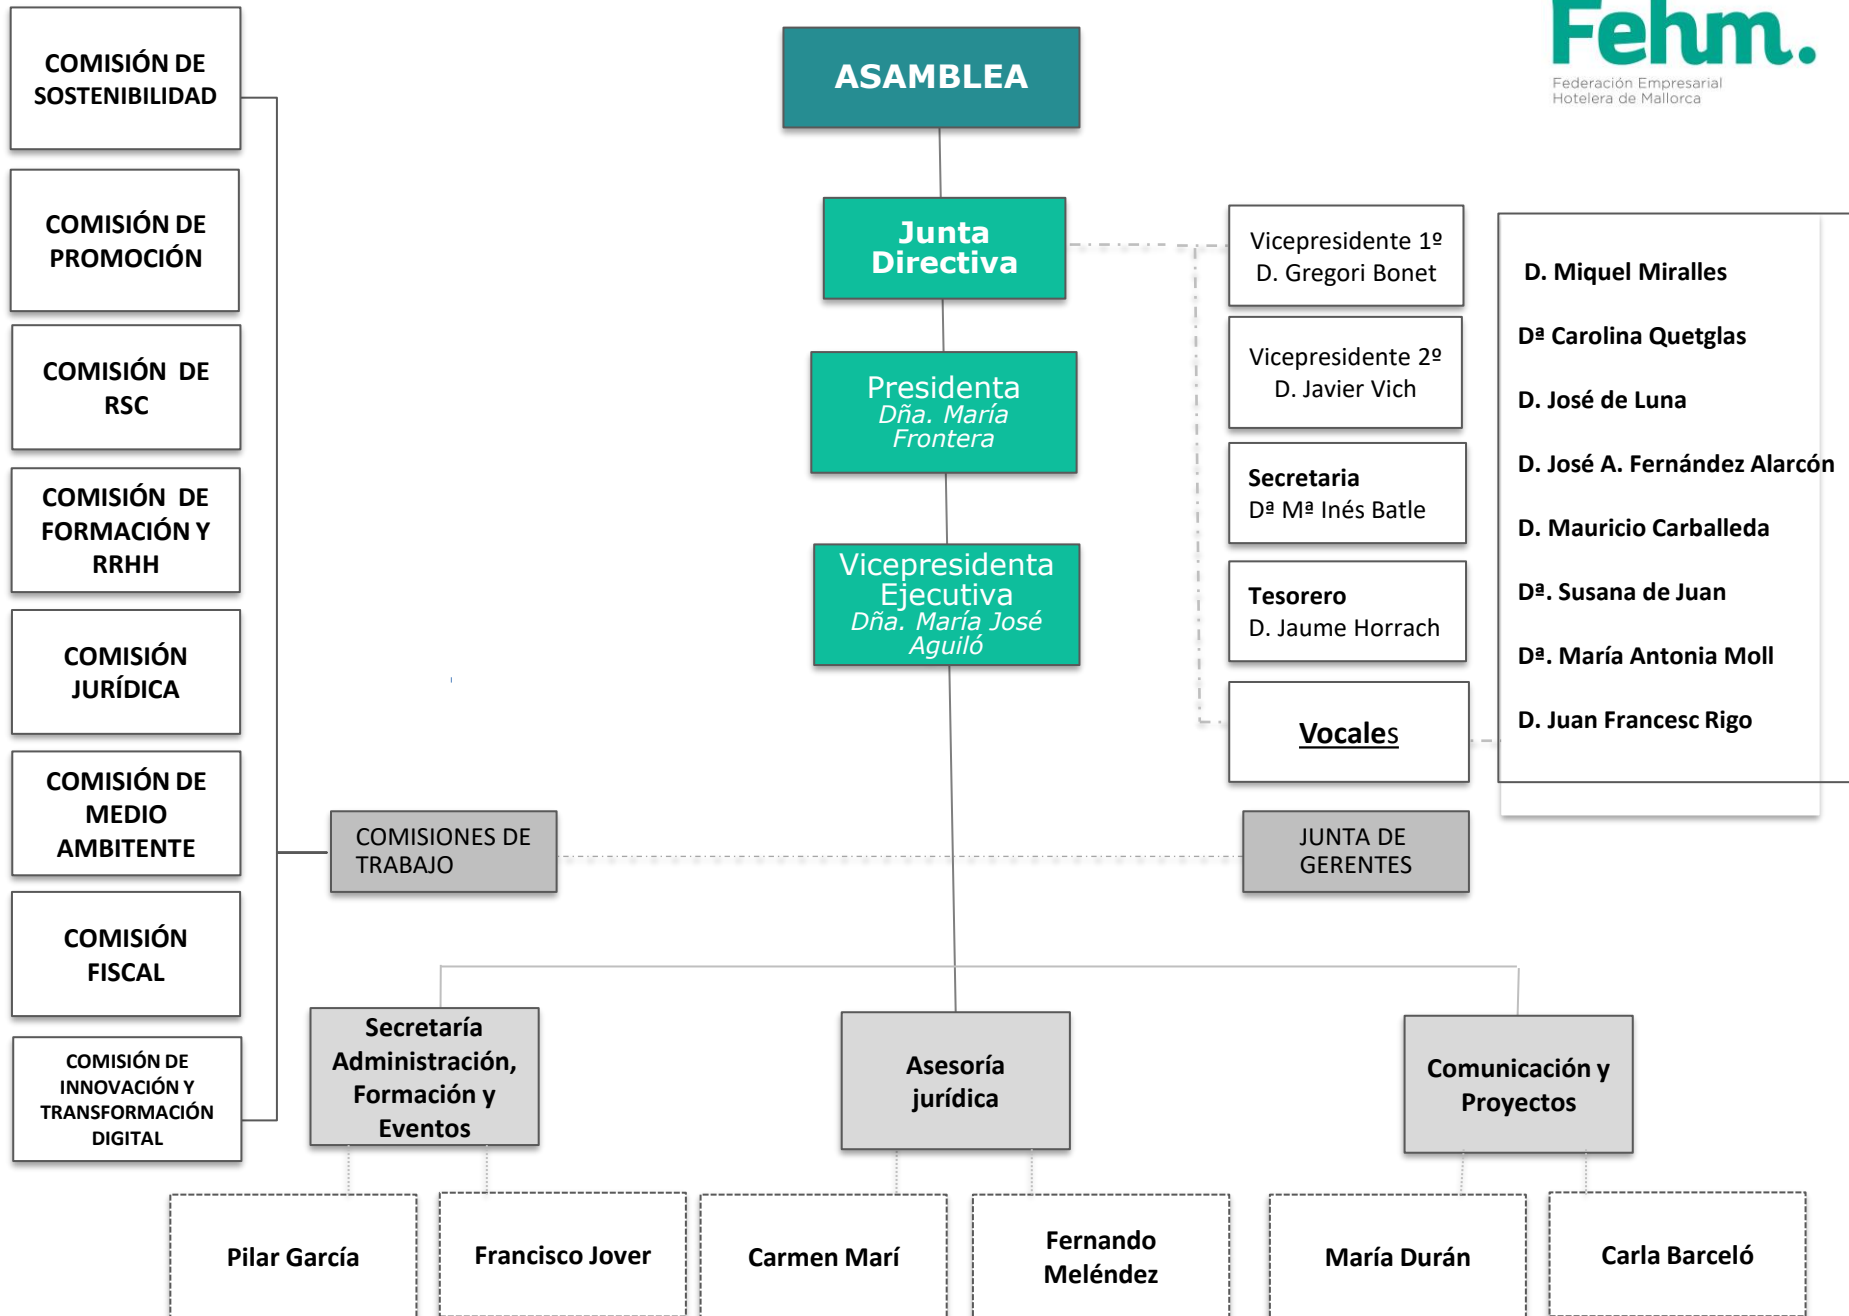 Fehm.
Federación Empresarial
Hotelera de Mallorca
ASAMBLEA
Junta
Directiva
Presidenta
Dña. María
Frontera
Vicepresidenta
Ejecutiva
Dña. María José
Aguiló
Vicepresidente 1º
D. Gregori Bonet
Vicepresidente 2º
D. Javier Vich
Secretaria
Dª Mª Inés Batle
Tesorero
D. Jaume Horrach
Vocales
D. Miquel Miralles
Dª Carolina Quetglas
D. José de Luna
D. José A. Fernández Alarcón
D. Mauricio Carballeda
Dª. Susana de Juan
Dª. María Antonia Moll
D. Juan Francesc Rigo
COMISIÓN DE
SOSTENIBILIDAD
COMISIÓN DE
PROMOCIÓN
COMISIÓN DE
RSC
COMISIÓN DE
FORMACIÓN Y
RRHH
COMISIÓN
JURÍDICA
COMISIÓN DE
MEDIO
AMBITENTE
COMISIÓN
FISCAL
COMISIÓN DE
INNOVACIÓN Y
TRANSFORMACIÓN
DIGITAL
COMISIONES DE
TRABAJO
JUNTA DE
GERENTES
Secretaría
Administración,
Formación y
Eventos
Asesoría
jurídica
Comunicación y
Proyectos
Pilar García
Francisco Jover
Carmen Marí
Fernando
Meléndez
María Durán
Carla Barceló